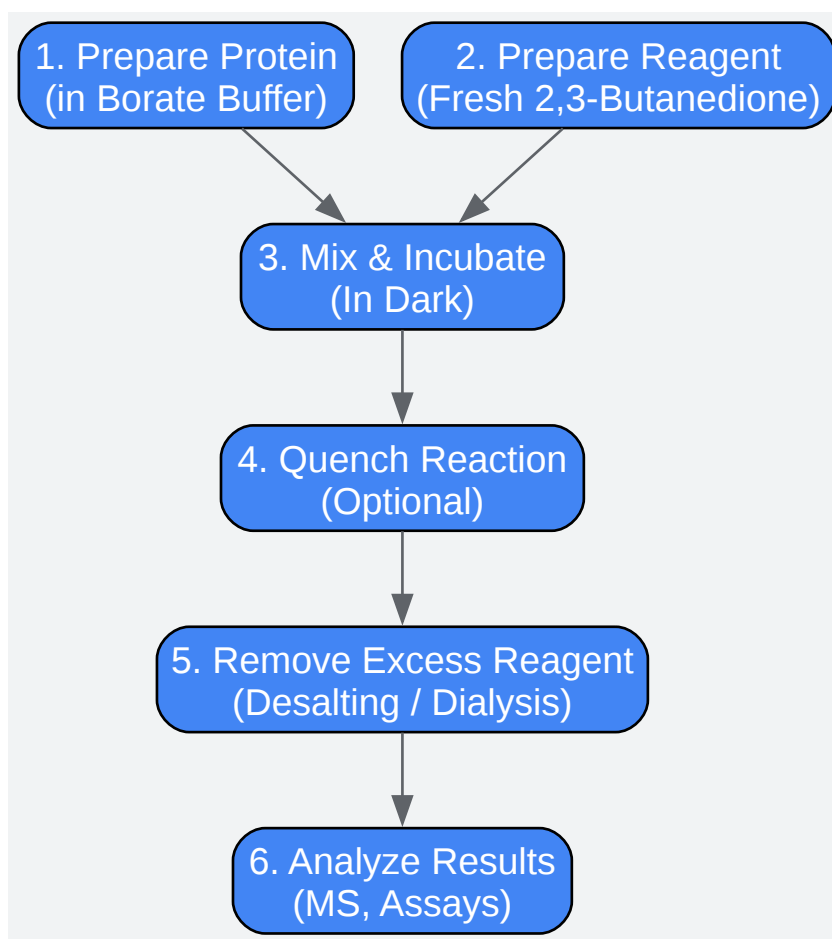 1. Prepare Protein
(in Borate Buffer)
2. Prepare Reagent
(Fresh 2,3-Butanedione)
3. Mix & Incubate
(In Dark)
4. Quench Reaction
(Optional)
5. Remove Excess Reagent
(Desalting / Dialysis)
6. Analyze Results
(MS, Assays)